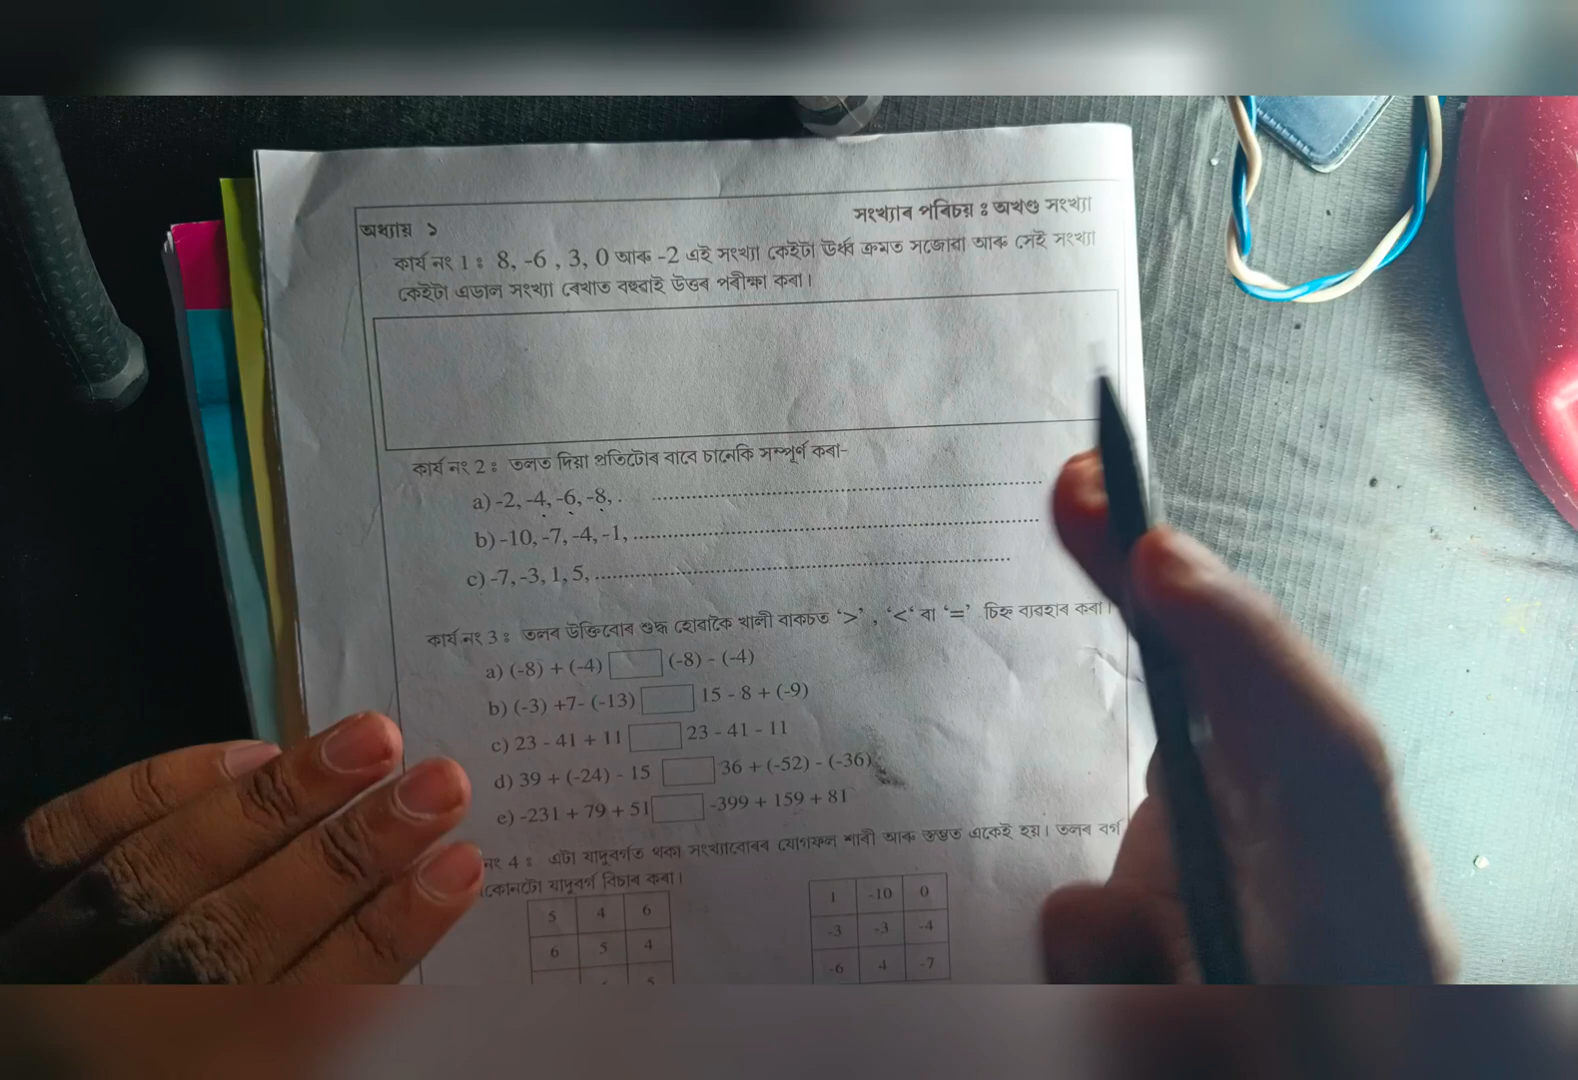 অধ্যায় ১
সংখ্যাৰ পৰিচয় ঃ অখণ্ড সংখ্যা
কাৰ্য নং 1 ঃ 8, -6 , 3, 0 আৰু -2 এই সংখ্যা কেইটা উৰ্ধ্ব ক্ৰমত সজোৱা আৰু সেই সংখ্যা
কেইটা এডাল সংখ্যা ৰেখাত বহুৱাই উত্তৰ পৰীক্ষা কৰা।
কাৰ্য নং 2 ঃ তলত দিয়া প্ৰতিটোৰ বাবে চানেকি সম্পূৰ্ণ কৰা-
a) -2, -4, -6, -8, . ........................
b) -10, -7, -4, -1, ........................
c) -7, -3, 1, 5, ........................
কাৰ্য নং 3 ঃ তলৰ উক্তিবোৰ শুদ্ধ হোৱাকৈ খালী বাকচত ‘>’ , ‘<‘ বা ‘=’ চিহ্ন ব্যৱহাৰ কৰা।
a) (-8) + (-4) (-8) - (-4)
b) (-3) +7- (-13) 15 - 8 + (-9)
c) 23 - 41 + 11 23 - 41 - 11
d) 39 + (-24) - 15 36 + (-52) - (-36)
e) -231 + 79 + 51 -399 + 159 + 81
নং 4 ঃ এটা যাদুবৰ্গত থকা সংখ্যাবোৰৰ যোগফল শাৰী আৰু স্তম্ভত একেই হয়। তলৰ বৰ্গ
কোনটো যাদুবৰ্গ বিচাৰ কৰা।
5 4 6
6 5 4
5
1 -10 0
-3 -3 -4
-6 4 -7